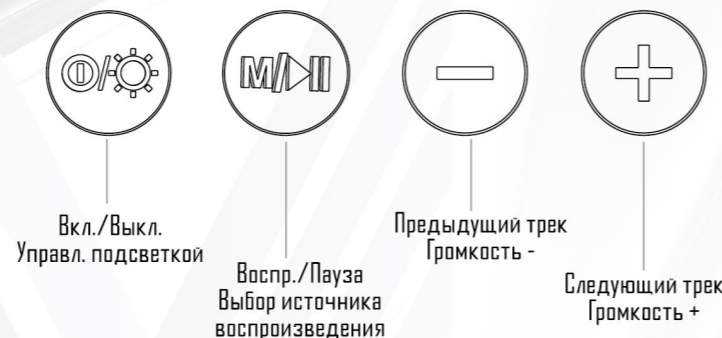 M/
Вкл./Выкл.
Управл. подсветкой
Воспр./Пауза
Выбор источника
воспроизведения
Предыдущий трек
Громкость -
Следующий трек
Громкость +